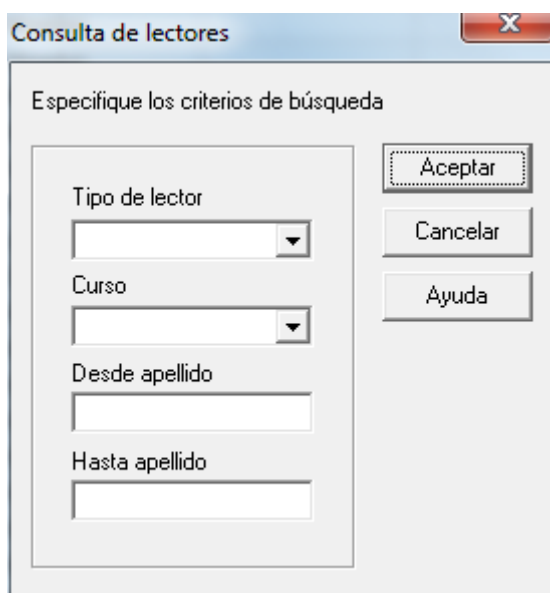 Consulta de lectores
Especifique los criterios de búsqueda
Tipo de lector
Curso
Desde apellido
Hasta apellido
Aceptar
Cancelar
Ayuda